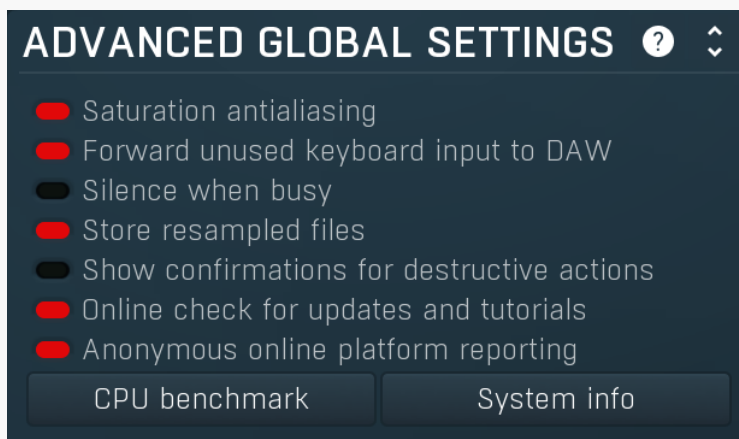 ADVANCED GLOBAL SETTINGS ?
Saturation antialiasing
Forward unused keyboard input to DAW
Silence when busy
Store resampled files
Show confirmations for destructive actions
Online check for updates and tutorials
Anonymous online platform reporting
CPU benchmark System info